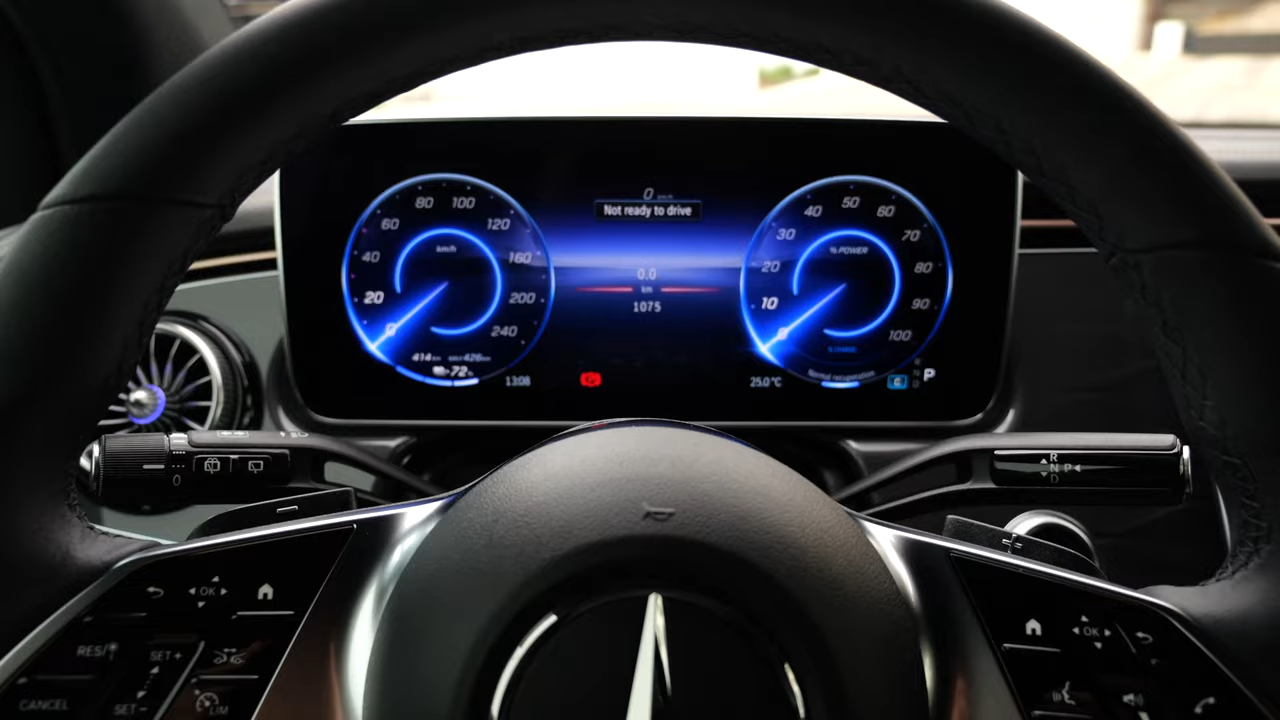 0 km/h
Not ready to drive
80 100
60 120
40 km/h 160
20 200
0 240
414 km 426 km
72 %
13:08
0.0
km
1075
50
40 60
30 % POWER 70
20 80
10 90
0 100
% CHARGE
Normal recuperation
25.0 °C
R
N P
D
C
0
R
N P
D
OK
RES/
SET+
CANCEL
SET-
LIM
OK